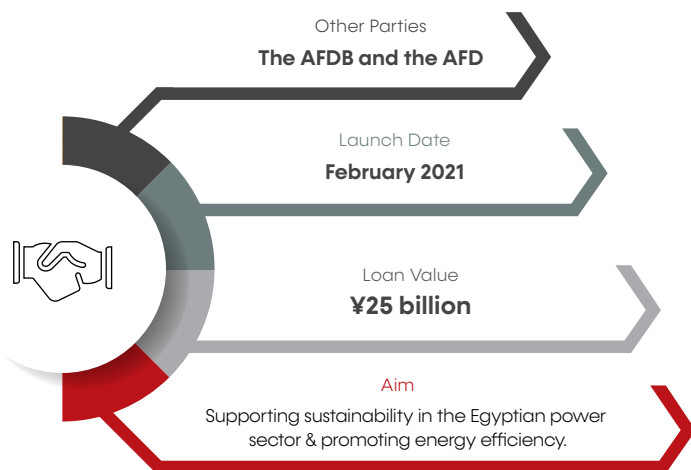 Other Parties
The AFDB and the AFD
Launch Date
February 2021
Loan Value
¥25 billion
Aim
Supporting sustainability in the Egyptian power
sector & promoting energy efficiency.